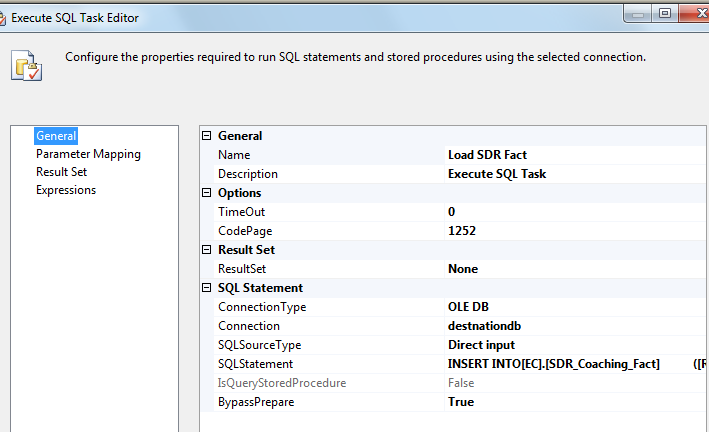 Execute SQL Task Editor
Configure the properties required to run SQL statements and stored procedures using the selected connection.
General
Parameter Mapping
Result Set
Expressions
General
Name Load SDR Fact
Description Execute SQL Task
Options
TimeOut 0
CodePage 1252
Result Set
ResultSet None
SQL Statement
ConnectionType OLE DB
Connection destnationdb
SQLSourceType Direct input
SQLStatement INSERT INTO[EC].[SDR_Coaching_Fact] ([R
IsQueryStoredProcedure False
BypassPrepare True